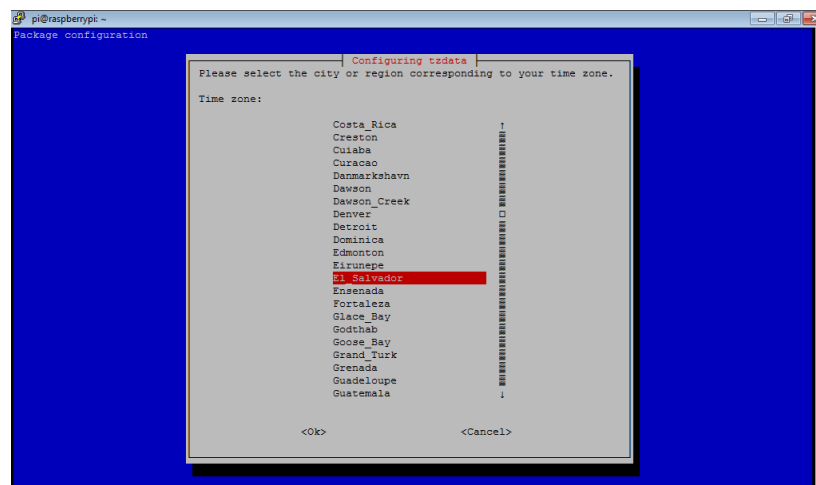 pi@raspberrypi: ~
Package configuration
Configuring tzdata
Please select the city or region corresponding to your time zone.
Time zone:
Costa_Rica
Creston
Cuiaba
Curacao
Danmarkshavn
Dawson
Dawson_Creek
Denver
Detroit
Dominica
Edmonton
Eirunepe
El_Salvador
Ensenada
Fortaleza
Glace_Bay
Godthab
Goose_Bay
Grand_Turk
Grenada
Guadeloupe
Guatemala
<Ok> <Cancel>